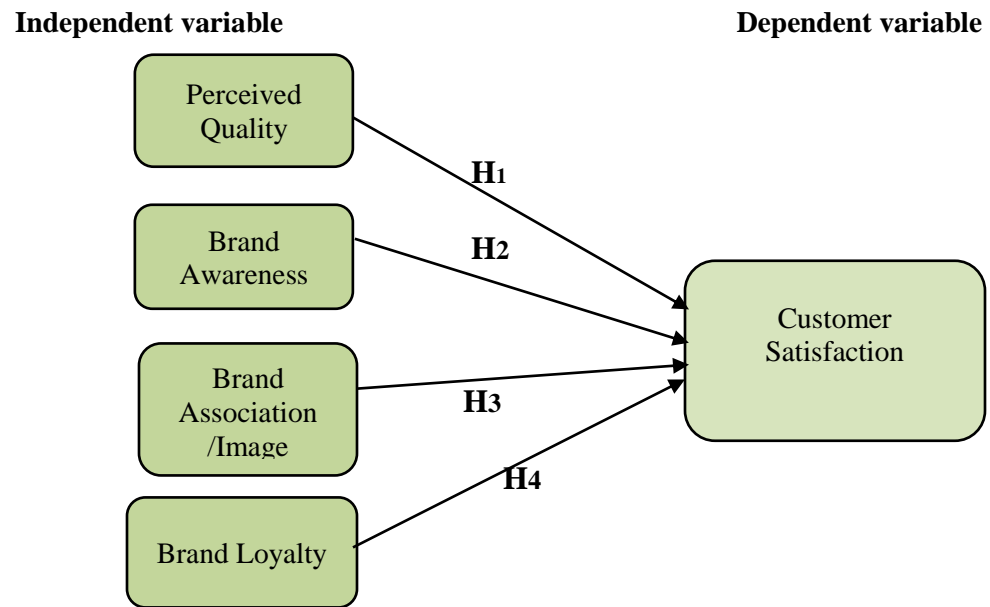 Independent variable
Dependent variable
Perceived
Quality
H1
Brand
Awareness
H2
Customer
Satisfaction
Brand
Association
/Image
H3
H4
Brand Loyalty